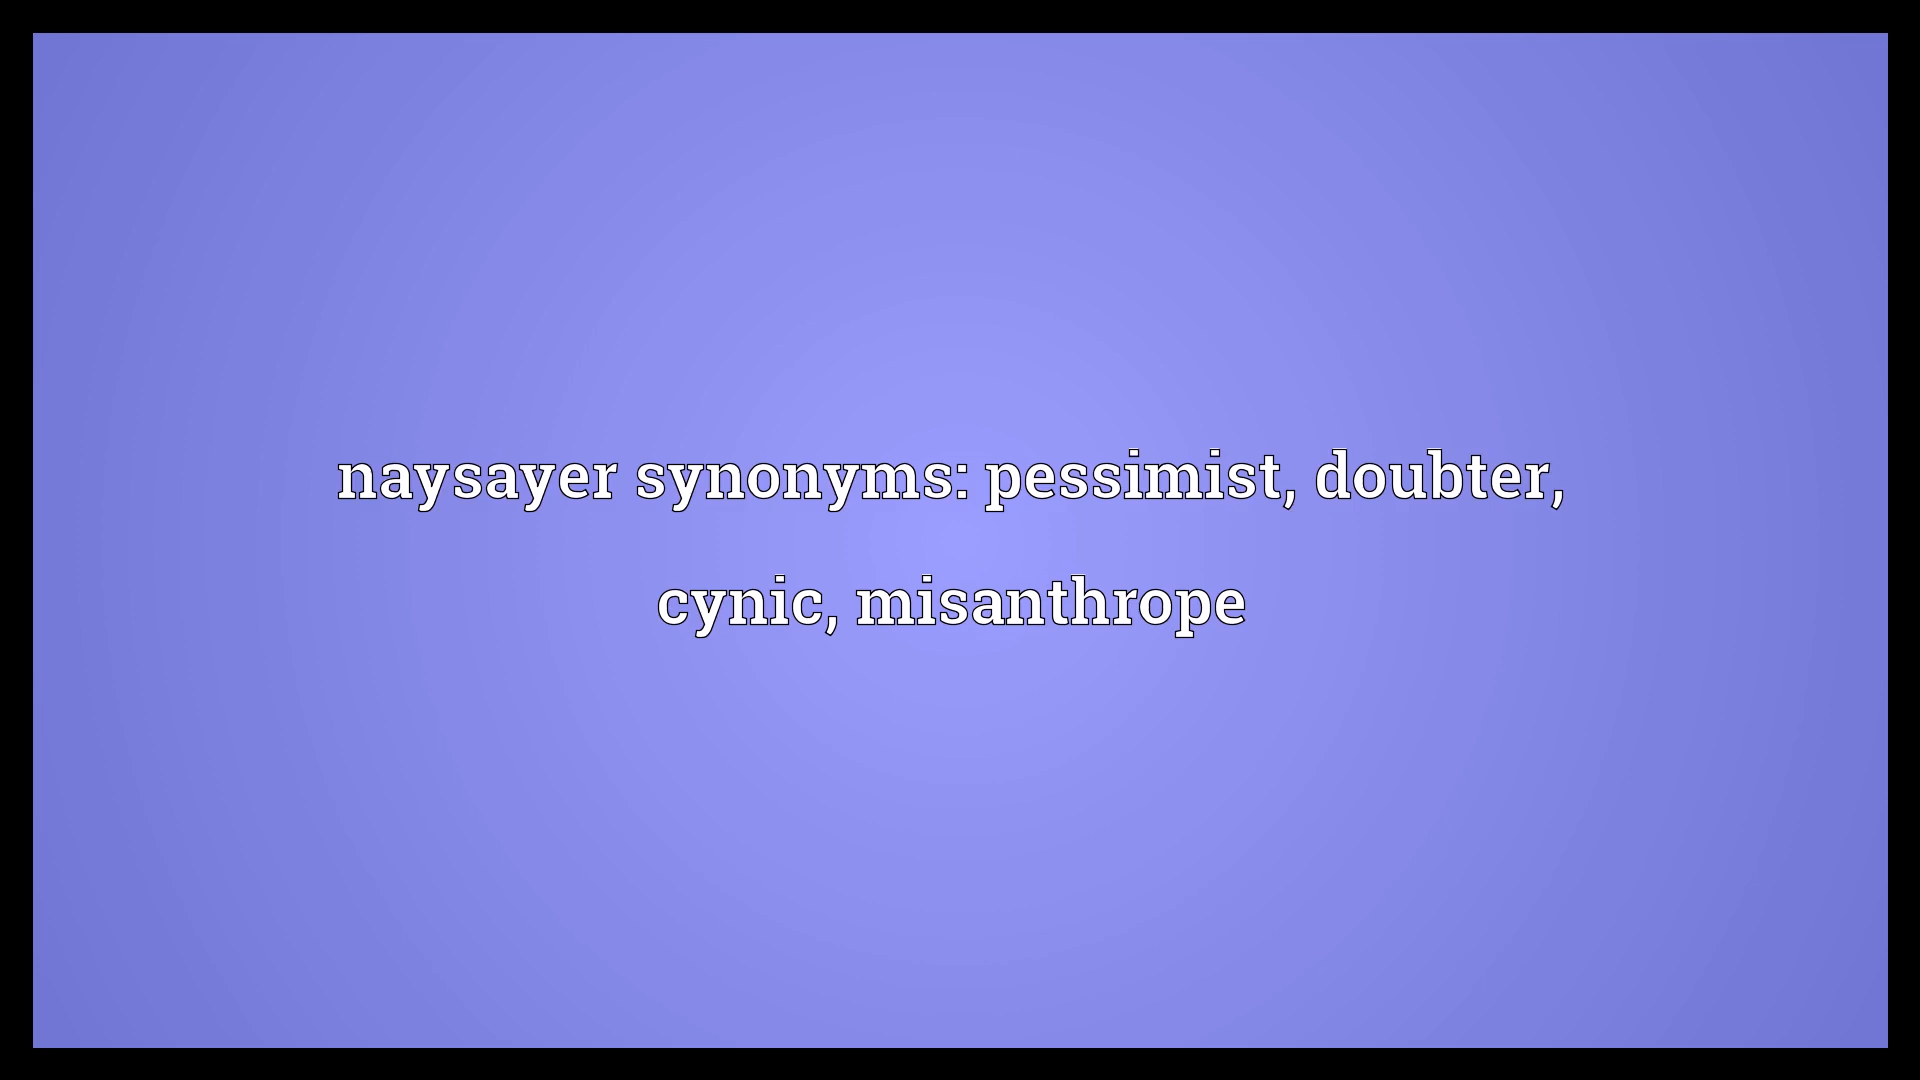 naysayer synonyms: pessimist, doubter,
cynic, misanthrope